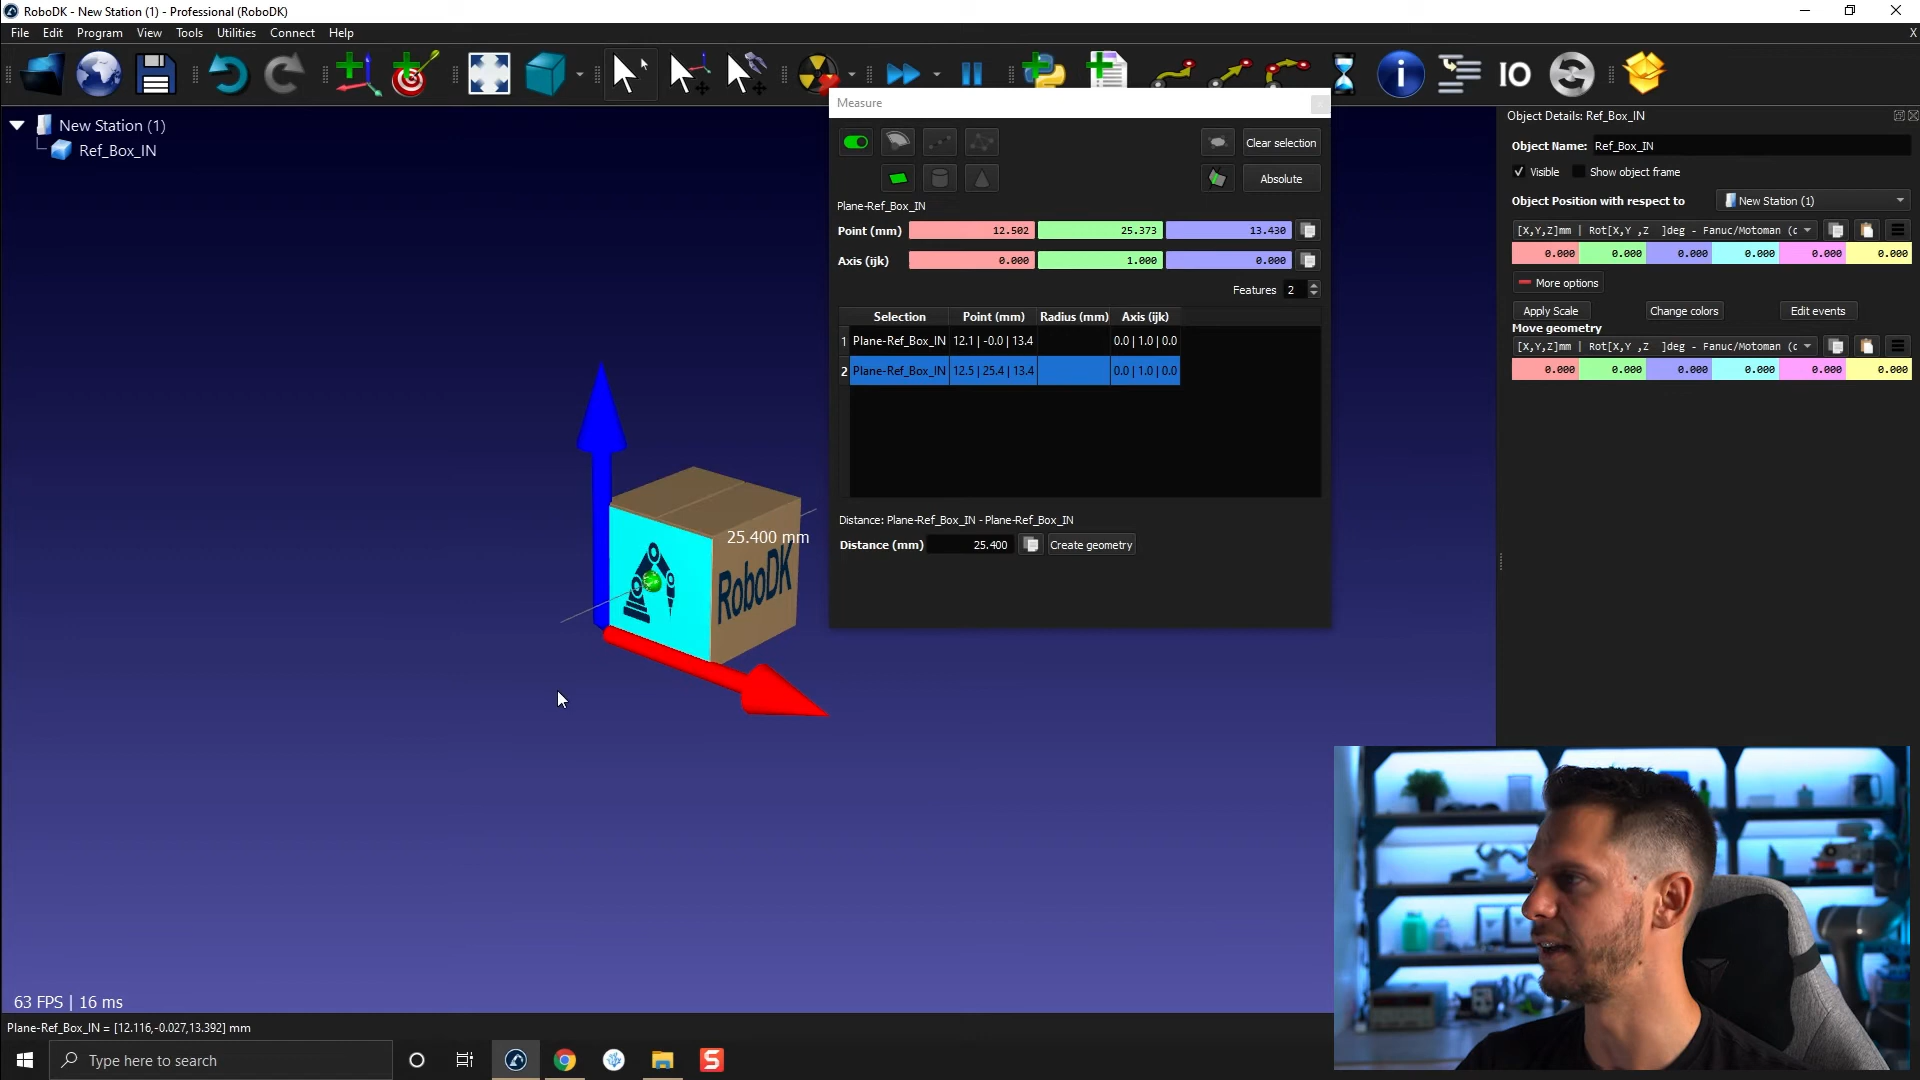 RoboDK - New Station (1) - Professional (RoboDK)
File Edit Program View Tools Utilities Connect Help
X
IO
New Station (1)
Ref_Box_IN
Measure
Clear selection
Absolute
Plane-Ref_Box_IN
Point (mm) 12.502 25.373 13.430
Axis (ijk) 0.000 1.000 0.000
Features 2
Selection Point (mm) Radius (mm) Axis (ijk)
1 Plane-Ref_Box_IN 12.1 | -0.0 | 13.4 0.0 | 1.0 | 0.0
2 Plane-Ref_Box_IN 12.5 | 25.4 | 13.4 0.0 | 1.0 | 0.0
Distance: Plane-Ref_Box_IN - Plane-Ref_Box_IN
Distance (mm) 25.400 Create geometry
25.400 mm
RoboDK
Object Details: Ref_Box_IN
Object Name: Ref_Box_IN
Visible Show object frame
Object Position with respect to New Station (1)
[X,Y,Z]mm | Rot[X,Y ,Z ]deg - Fanuc/Motoman (c
0.000 0.000 0.000 0.000 0.000 0.000
More options
Apply Scale Change colors Edit events
Move geometry
[X,Y,Z]mm | Rot[X,Y ,Z ]deg - Fanuc/Motoman (c
0.000 0.000 0.000 0.000 0.000 0.000
63 FPS | 16 ms
Plane-Ref_Box_IN = [12.116,-0.027,13.392] mm
Type here to search
S